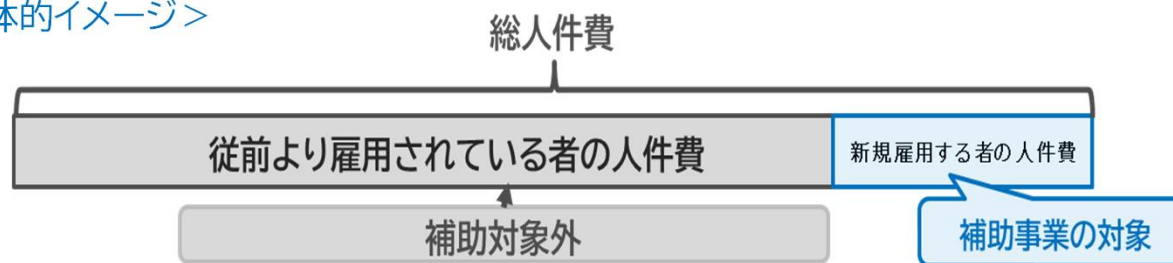 体的イメージ＞
総人件費
従前より雇用されている者の人件費
新規雇用する者の人件費
補助対象外
補助事業の対象